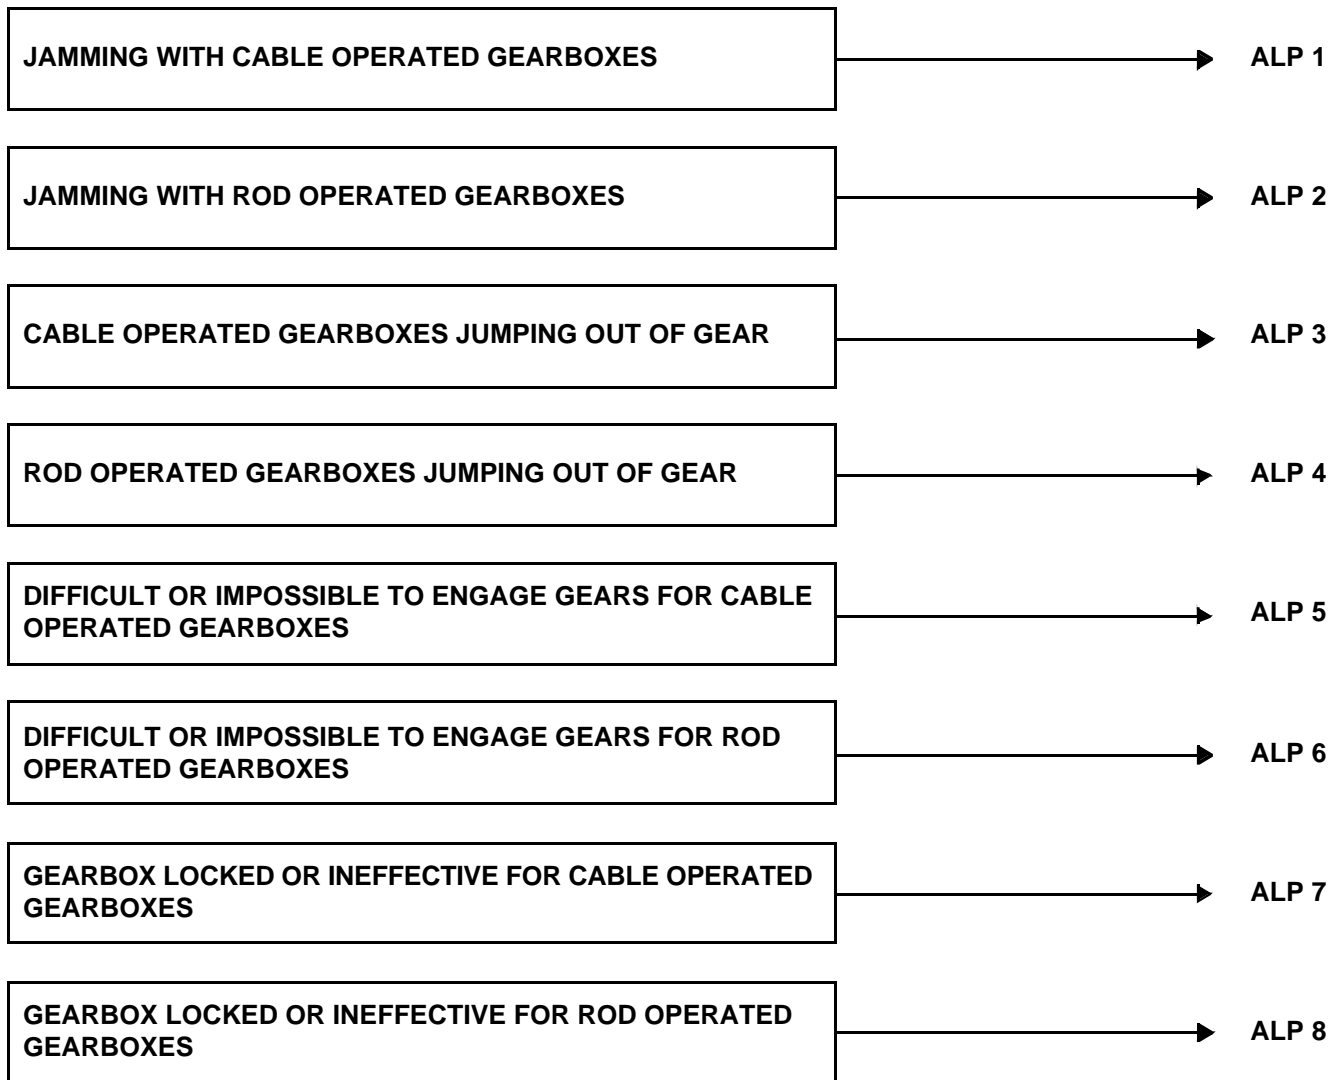 JAMMING WITH CABLE OPERATED GEARBOXES
ALP 1
JAMMING WITH ROD OPERATED GEARBOXES
ALP 2
CABLE OPERATED GEARBOXES JUMPING OUT OF GEAR
ALP 3
ROD OPERATED GEARBOXES JUMPING OUT OF GEAR
ALP 4
DIFFICULT OR IMPOSSIBLE TO ENGAGE GEARS FOR CABLE
OPERATED GEARBOXES
ALP 5
DIFFICULT OR IMPOSSIBLE TO ENGAGE GEARS FOR ROD
OPERATED GEARBOXES
ALP 6
GEARBOX LOCKED OR INEFFECTIVE FOR CABLE OPERATED
GEARBOXES
ALP 7
GEARBOX LOCKED OR INEFFECTIVE FOR ROD OPERATED
GEARBOXES
ALP 8